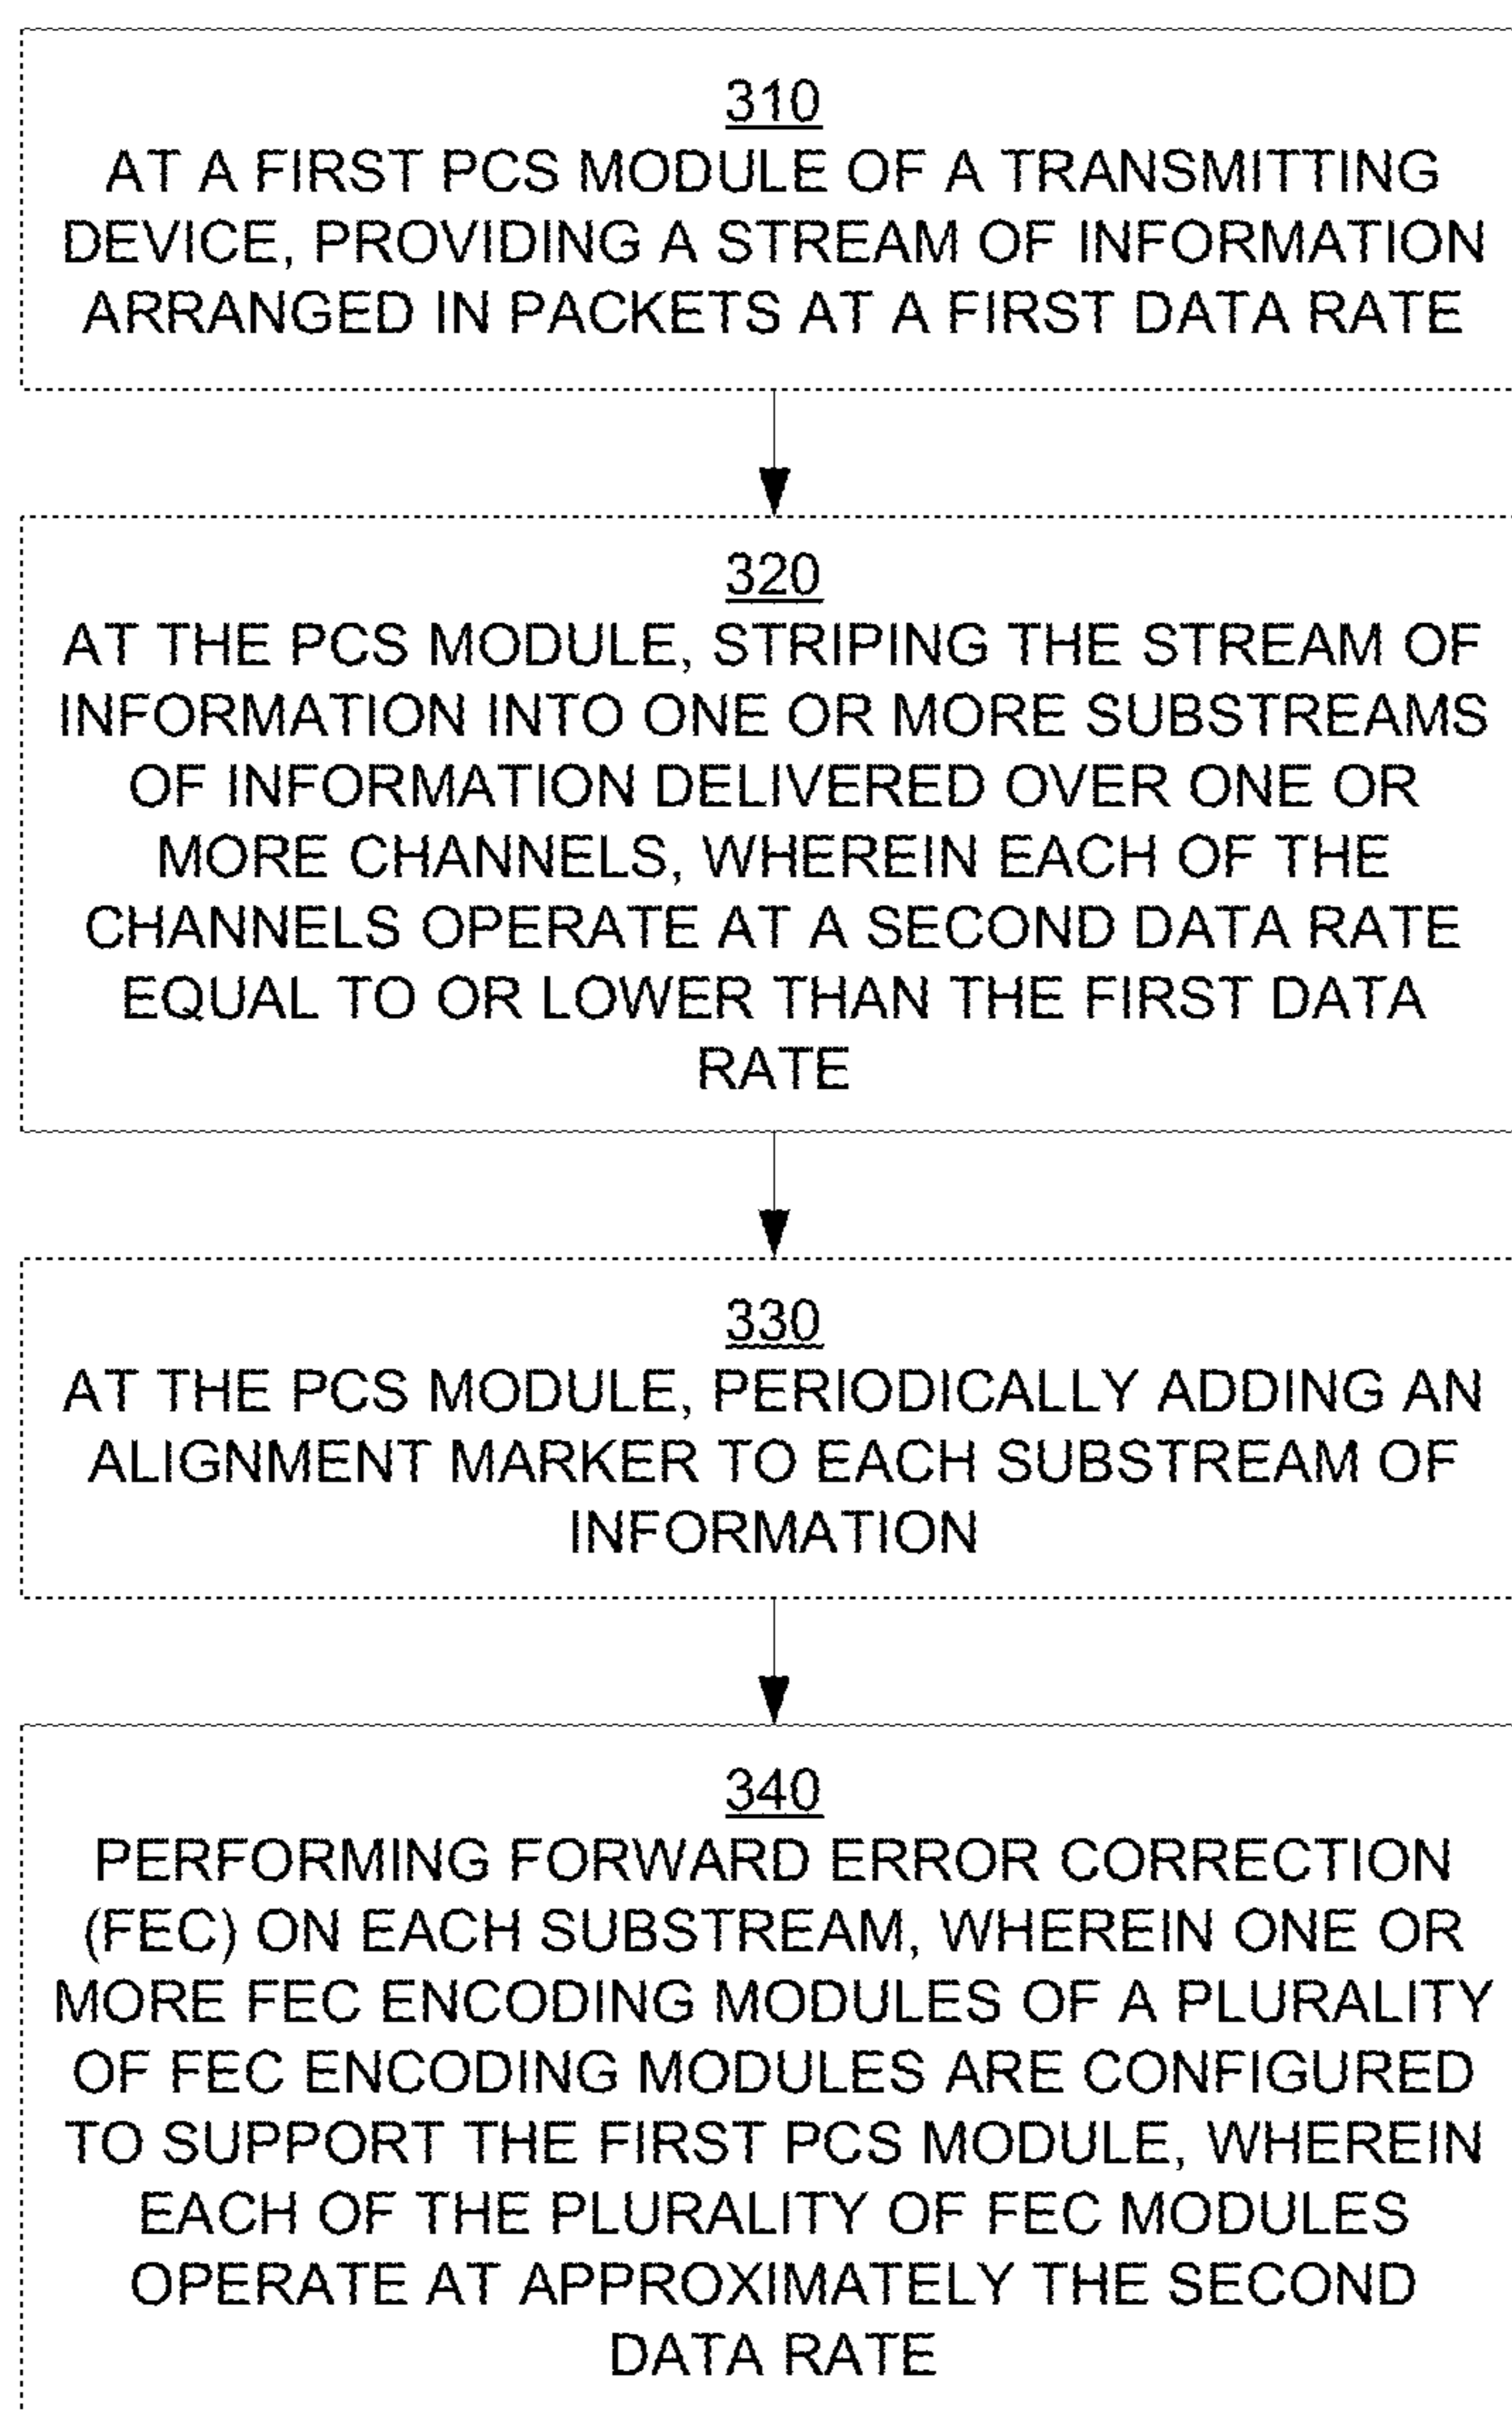 310
AT A FIRST PCS MODULE OF A TRANSMITTING
DEVICE, PROVIDING A STREAM OF INFORMATION
ARRANGED IN PACKETS AT A FIRST DATA RATE
320
AT THE PCS MODULE, STRIPING THE STREAM OF
INFORMATION INTO ONE OR MORE SUBSTREAMS
OF INFORMATION DELIVERED OVER ONE OR
MORE CHANNELS, WHEREIN EACH OF THE
CHANNELS OPERATE AT A SECOND DATA RATE
EQUAL TO OR LOWER THAN THE FIRST DATA
RATE
330
AT THE PCS MODULE, PERIODICALLY ADDING AN
ALIGNMENT MARKER TO EACH SUBSTREAM OF
INFORMATION
340
PERFORMING FORWARD ERROR CORRECTION
(FEC) ON EACH SUBSTREAM, WHEREIN ONE OR
MORE FEC ENCODING MODULES OF A PLURALITY
OF FEC ENCODING MODULES ARE CONFIGURED
TO SUPPORT THE FIRST PCS MODULE, WHEREIN
EACH OF THE PLURALITY OF FEC MODULES
OPERATE AT APPROXIMATELY THE SECOND
DATA RATE